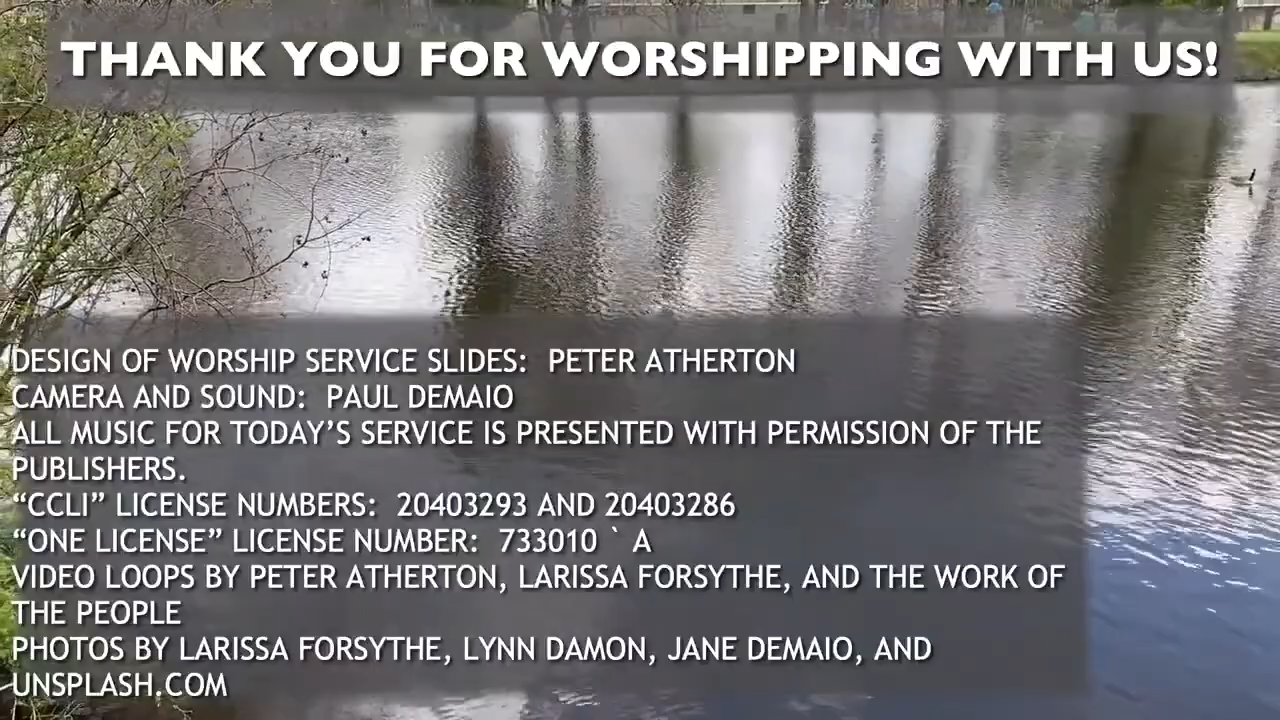 THANK YOU FOR WORSHIPPING WITH US!
DESIGN OF WORSHIP SERVICE SLIDES:  PETER ATHERTON
CAMERA AND SOUND:  PAUL DEMAIO
ALL MUSIC FOR TODAY’S SERVICE IS PRESENTED WITH PERMISSION OF THE
PUBLISHERS.
“CCLI” LICENSE NUMBERS:  20403293 AND 20403286
“ONE LICENSE” LICENSE NUMBER:  733010 ` A
VIDEO LOOPS BY PETER ATHERTON, LARISSA FORSYTHE, AND THE WORK OF
THE PEOPLE
PHOTOS BY LARISSA FORSYTHE, LYNN DAMON, JANE DEMAIO, AND
UNSPLASH.COM